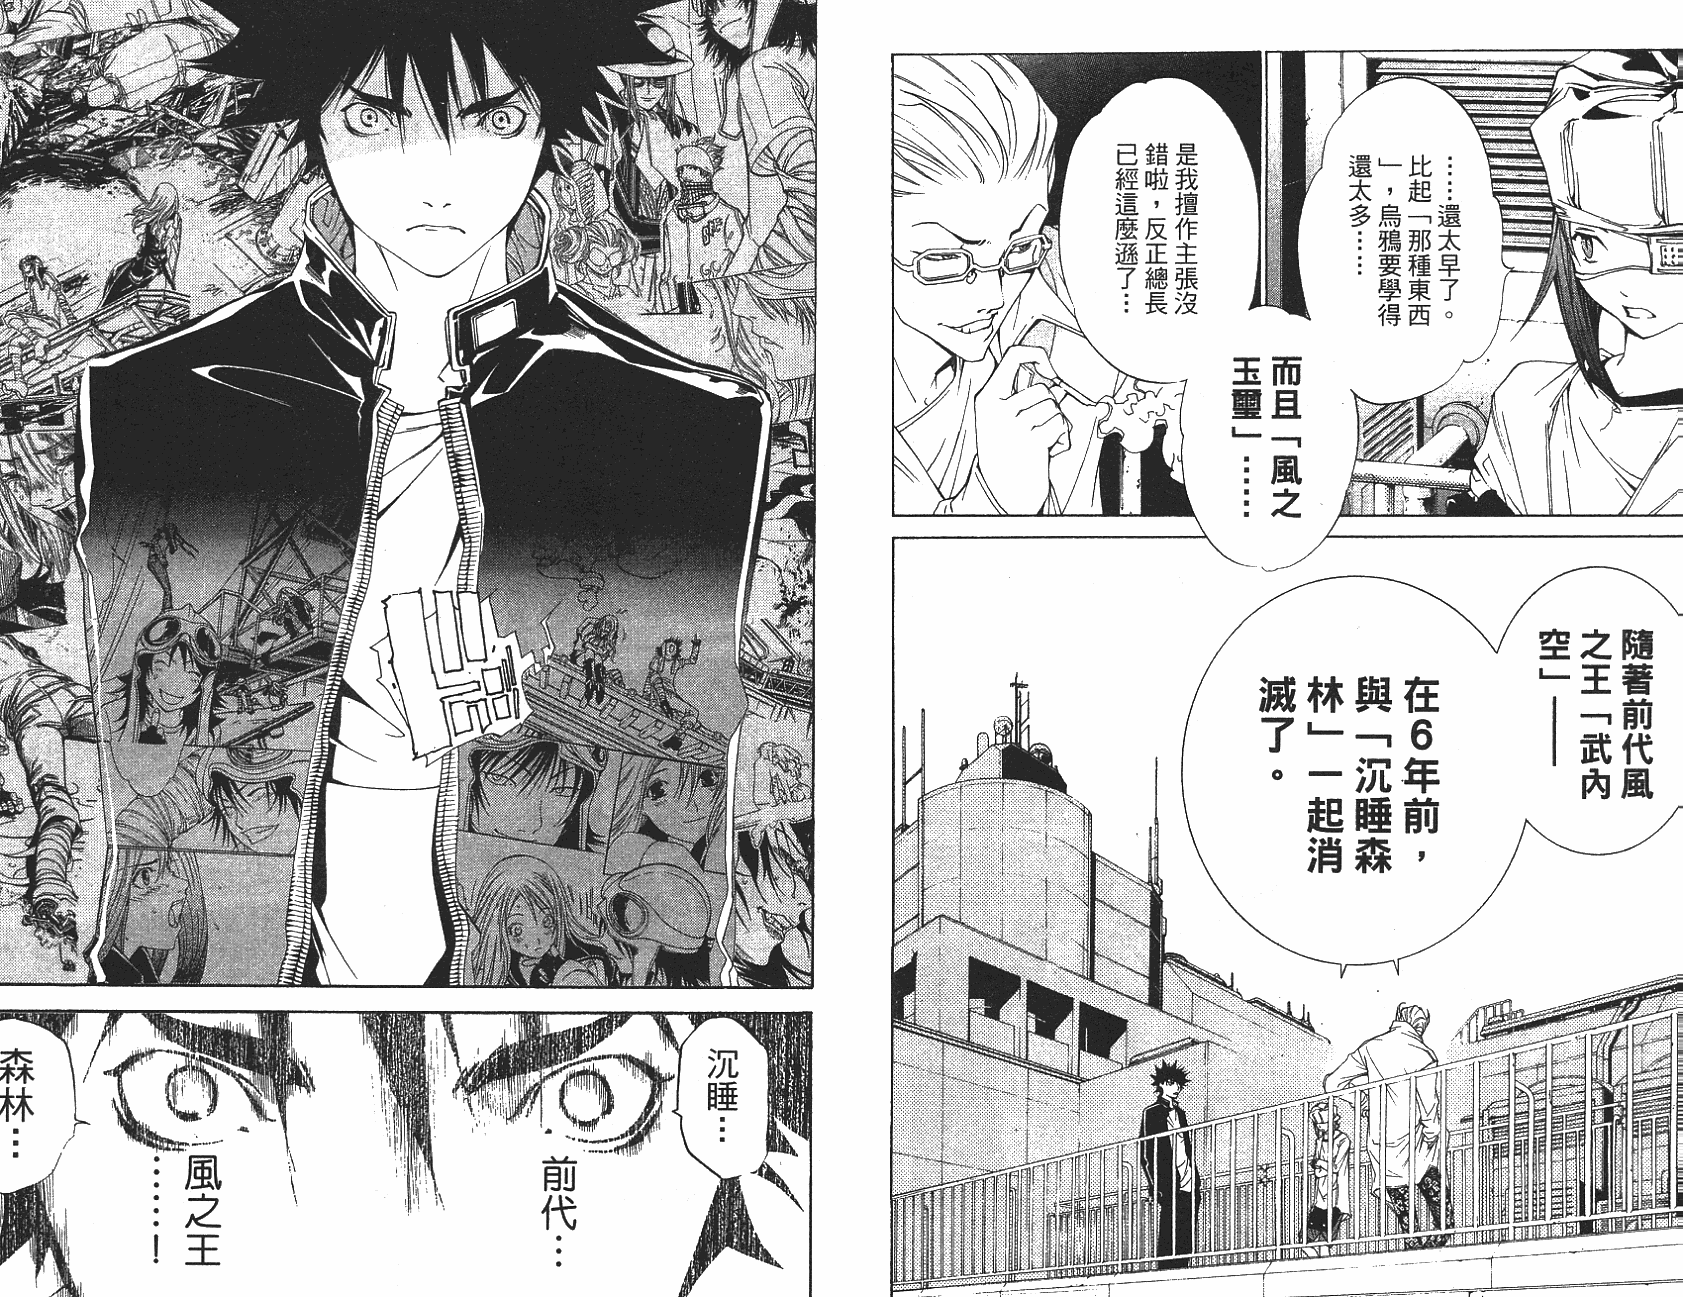 ……還太早了。
比起「那種東西
」，烏鴉要學得
還太多……
是我擅作主張沒
錯啦，反正總長
已經這麼遜了…
而且「風之
玉璽」……
隨著前代風
之王「武內
空」——
在6年前，
與「沉睡森
林」一起消
滅了。
沉睡…
前代…
風之王
……！
森林…